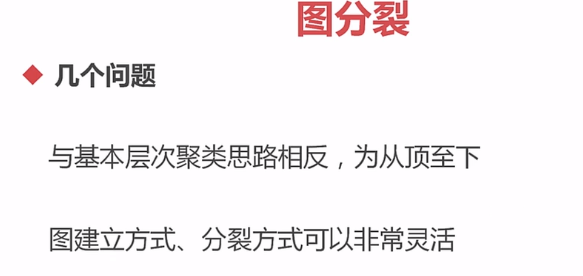 图分裂
几个问题
与基本层次聚类思路相反，为从顶至下
图建立方式、分裂方式可以非常灵活